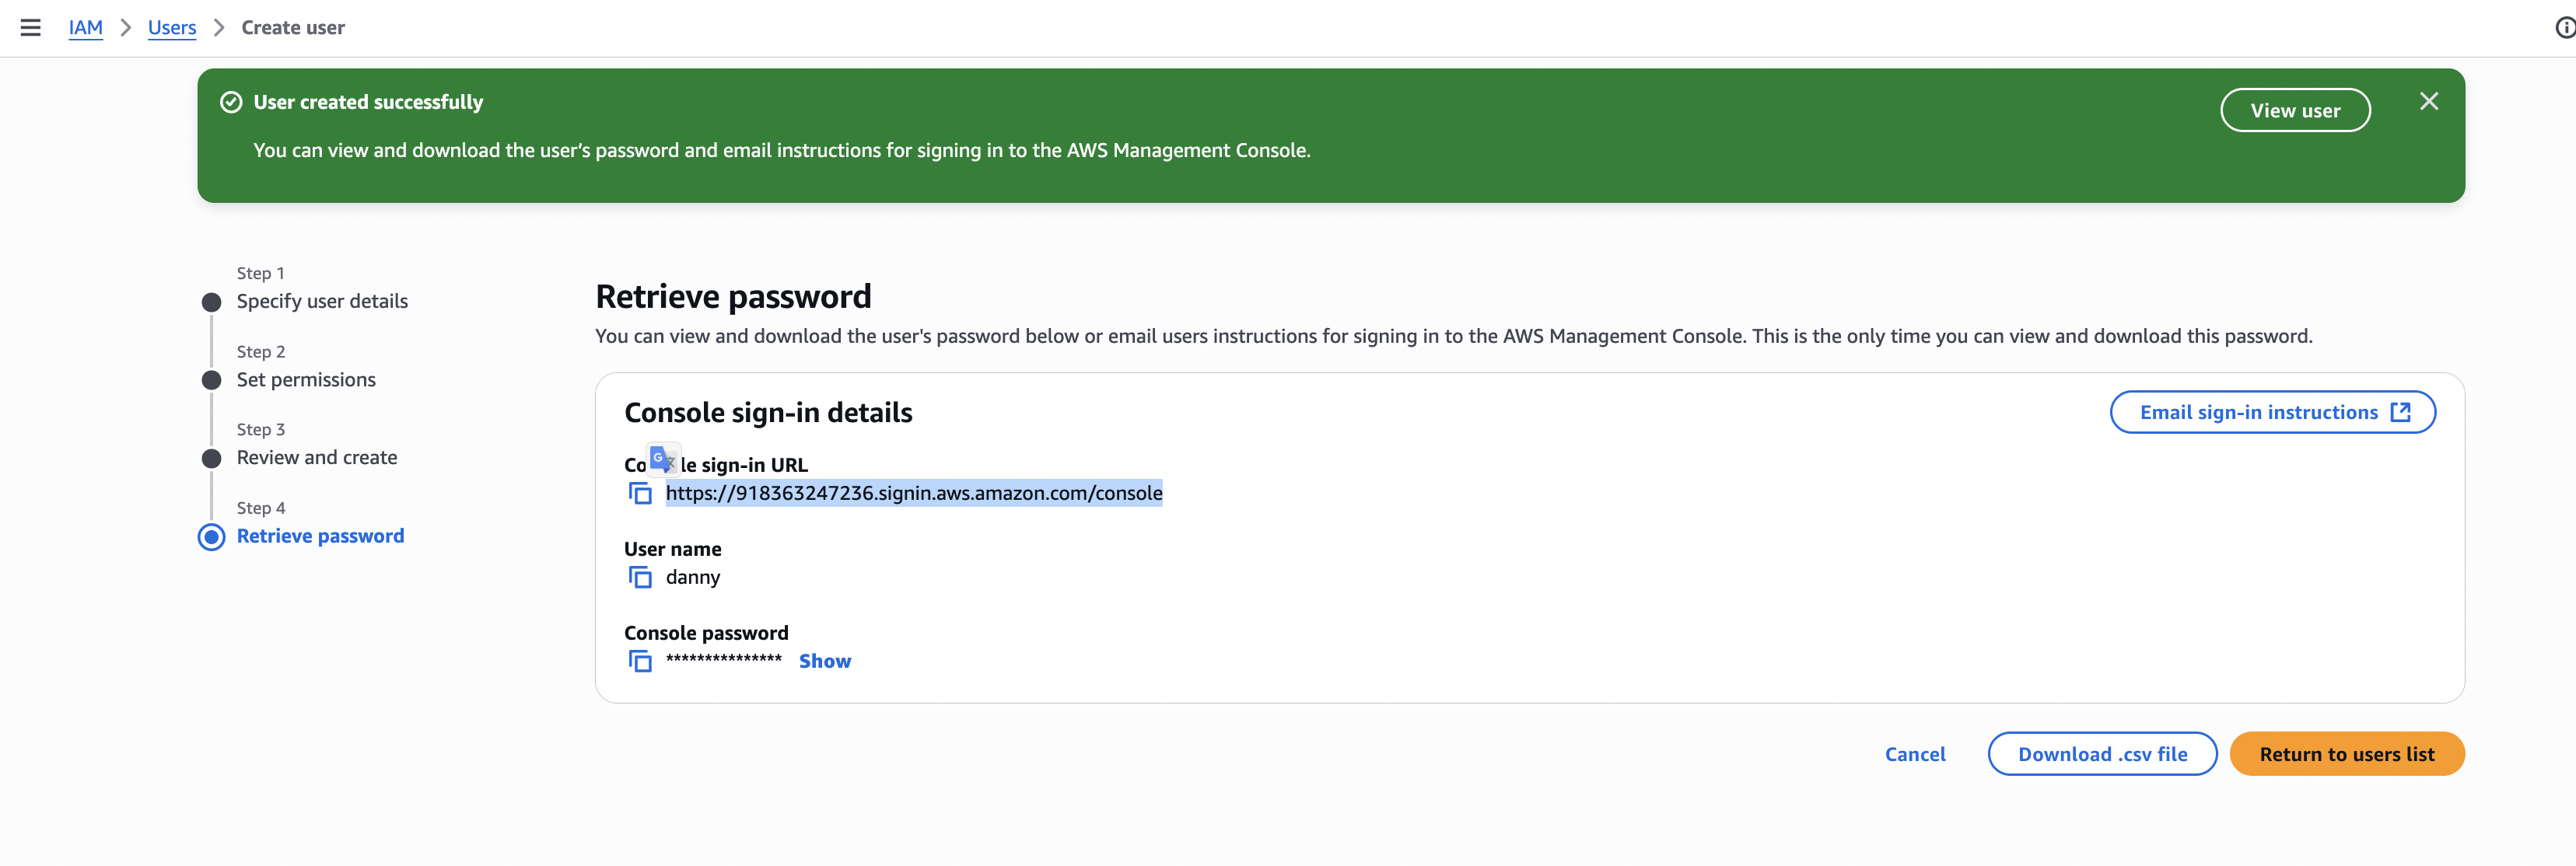 IAM > Users > Create user
User created successfully
View user
You can view and download the user’s password and email instructions for signing in to the AWS Management Console.
Step 1
Specify user details
Step 2
Set permissions
Step 3
Review and create
Step 4
Retrieve password
Retrieve password
You can view and download the user's password below or email users instructions for signing in to the AWS Management Console. This is the only time you can view and download this password.
Console sign-in details
Email sign-in instructions
Co le sign-in URL
https://918363247236.signin.aws.amazon.com/console
User name
danny
Console password
*************** Show
Cancel
Download .csv file
Return to users list